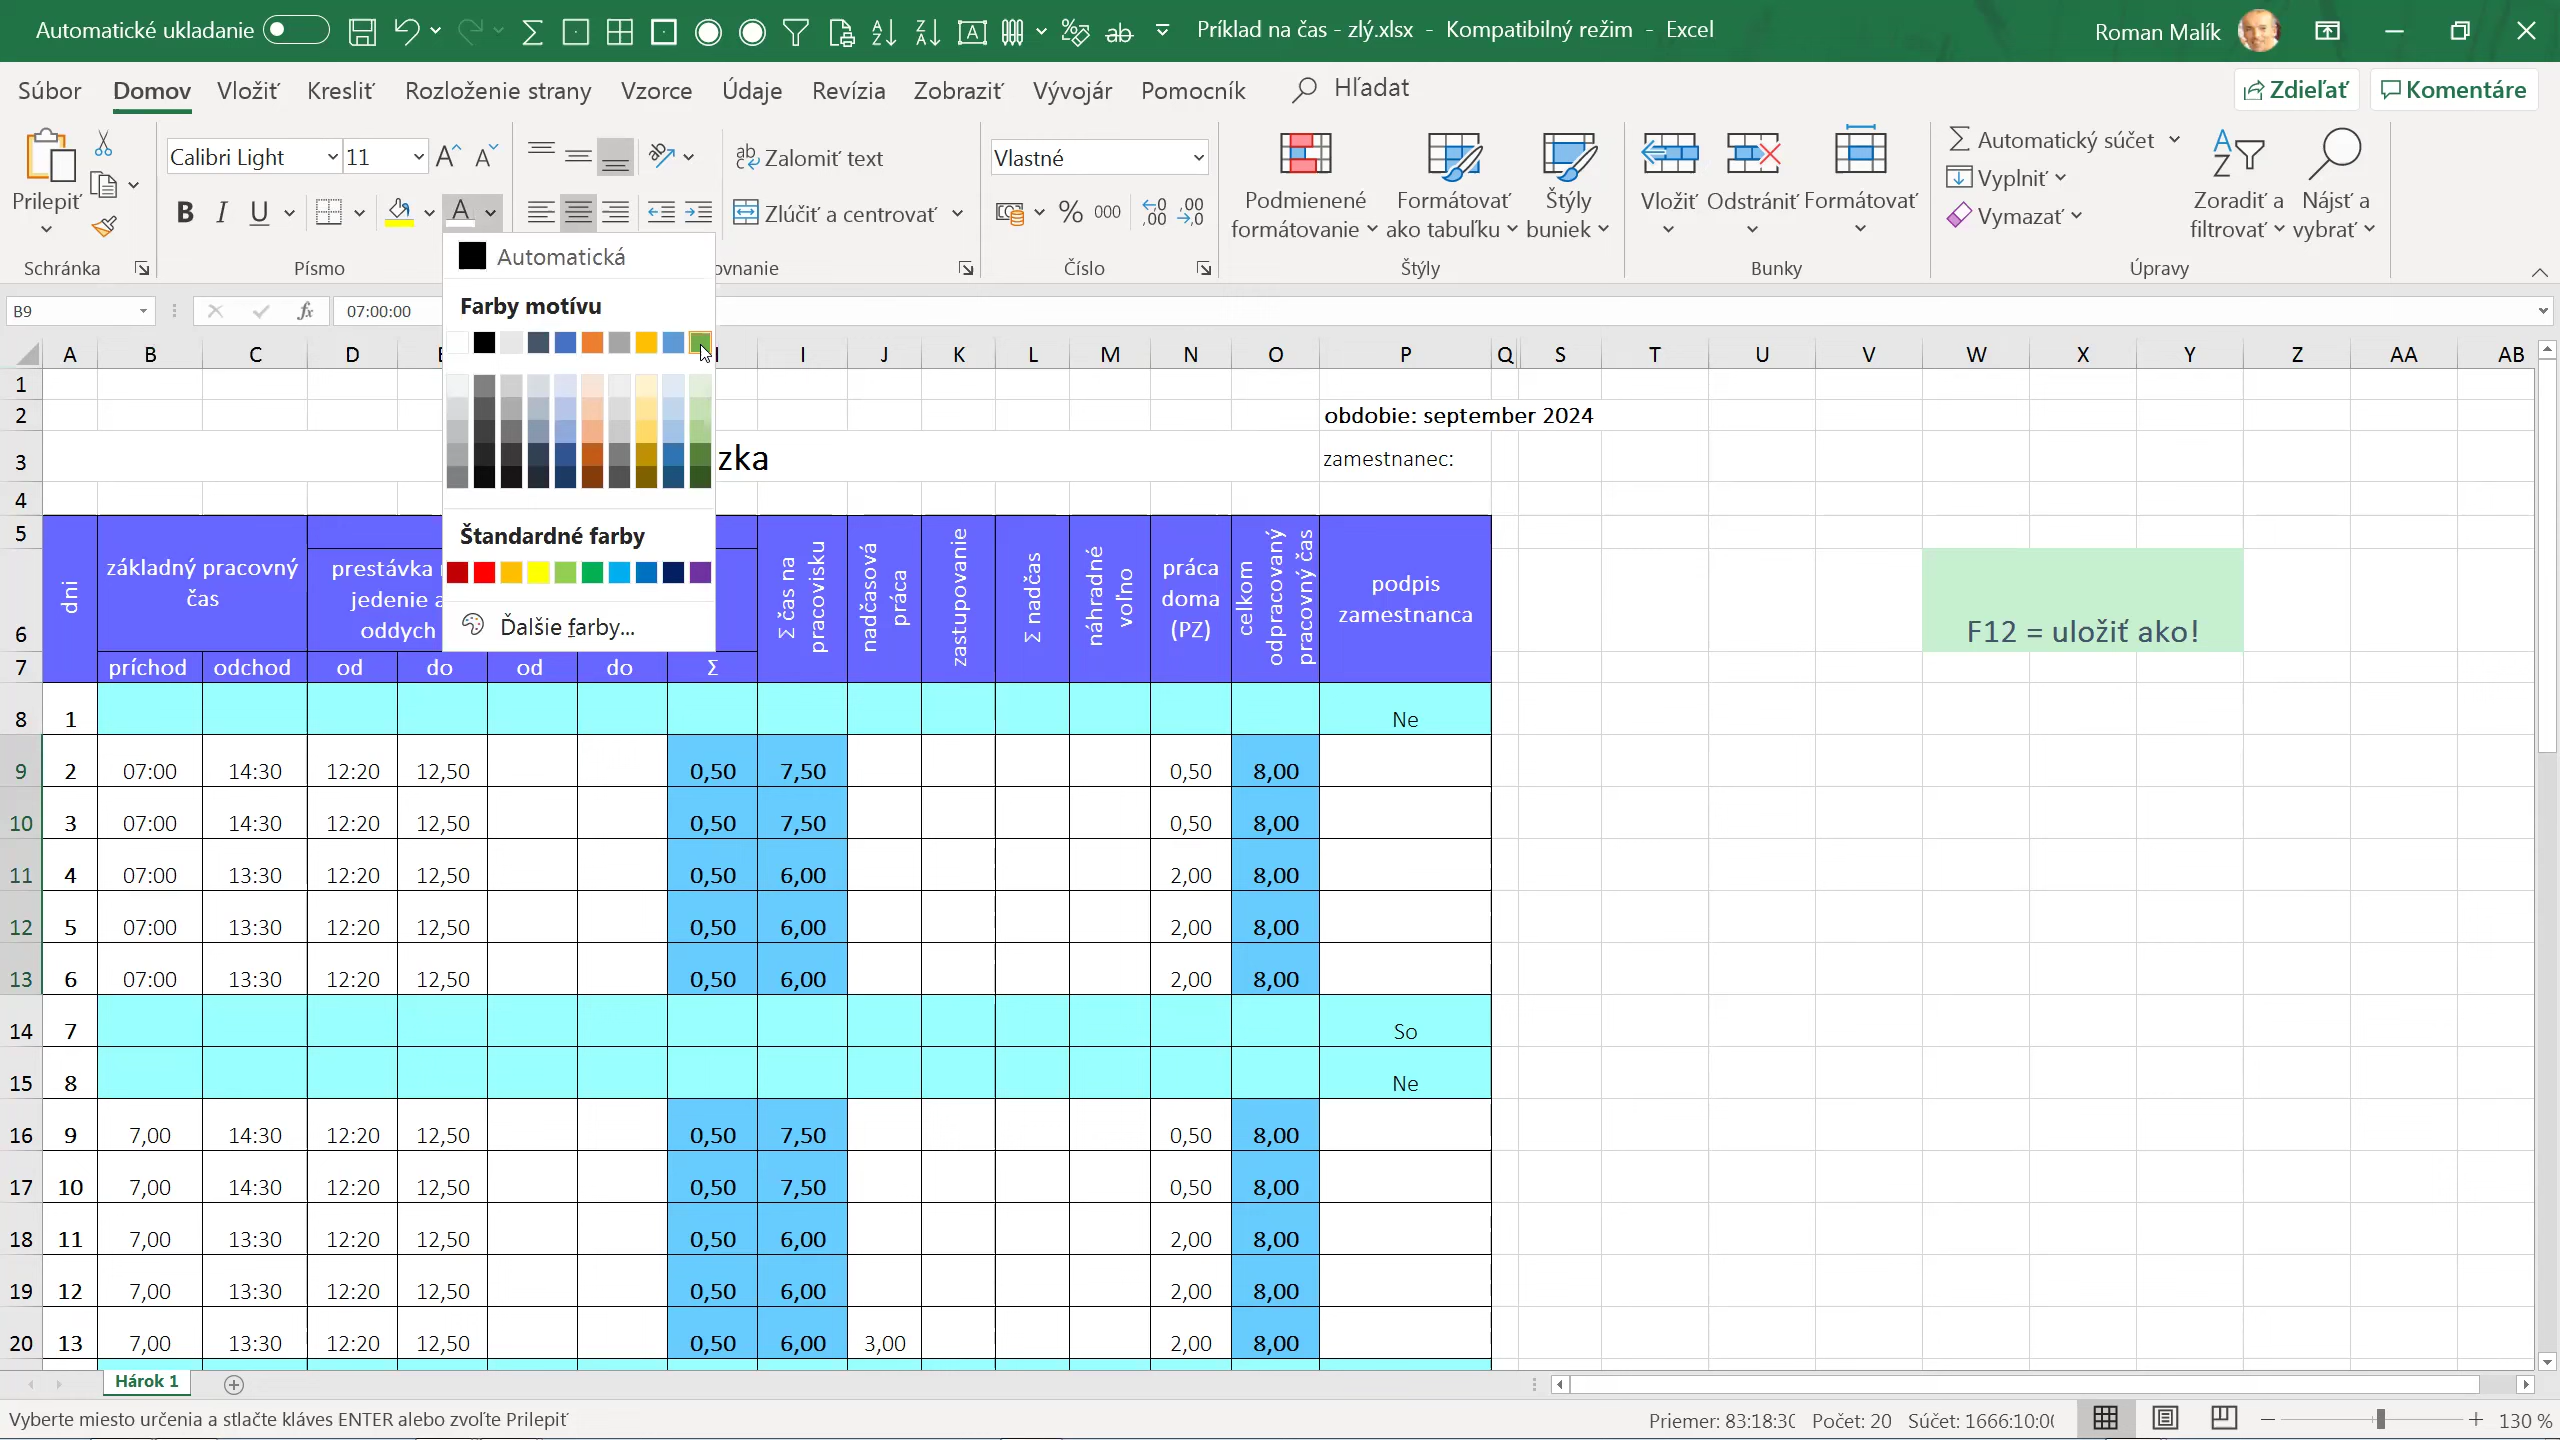 Automatické ukladanie
Príklad na čas - zlý.xlsx - Kompatibilný režim - Excel
Roman Malík
Súbor Domov Vložiť Kresliť Rozloženie strany Vzorce Údaje Revízia Zobraziť Vývojár Pomocník Hľadať
Zdieľať Komentáre
Prilepiť
Schránka
Calibri Light 11
B I U
Písmo
Zalomiť text
Zlúčiť a centrovať
ovnanie
Vlastné
% 000
Číslo
Podmienené formátovanie
Formátovať ako tabuľku
Štýly buniek
Štýly
Vložiť Odstrániť Formátovať
Bunky
Automatický súčet
Vyplniť
Vymazať
Zoradiť a filtrovať
Nájsť a vybrať
Úpravy
Automatická
Farby motívu
Štandardné farby
Ďalšie farby...
B9 fx 07:00:00
A B C D I J K L M N O P Q S T U V W X Y Z AA AB
1
2 obdobie: september 2024
3 zka zamestnanec:
4
5
6
7
dni
základný pracovný
čas
prestávka
jedenie a
oddych
Σ čas na
pracovisku
nadčasová
práca
zastupovanie
Σ nadčas
náhradné
voľno
práca
doma
(PZ)
celkom
odpracovaný
pracovný čas
podpis
zamestnanca
F12 = uložiť ako!
príchod odchod od do od do Σ
8 1 Ne
9 2 07:00 14:30 12:20 12,50 0,50 7,50 0,50 8,00
10 3 07:00 14:30 12:20 12,50 0,50 7,50 0,50 8,00
11 4 07:00 13:30 12:20 12,50 0,50 6,00 2,00 8,00
12 5 07:00 13:30 12:20 12,50 0,50 6,00 2,00 8,00
13 6 07:00 13:30 12:20 12,50 0,50 6,00 2,00 8,00
14 7 So
15 8 Ne
16 9 7,00 14:30 12:20 12,50 0,50 7,50 0,50 8,00
17 10 7,00 14:30 12:20 12,50 0,50 7,50 0,50 8,00
18 11 7,00 13:30 12:20 12,50 0,50 6,00 2,00 8,00
19 12 7,00 13:30 12:20 12,50 0,50 6,00 2,00 8,00
20 13 7,00 13:30 12:20 12,50 0,50 6,00 3,00 2,00 8,00
Hárok 1
Vyberte miesto určenia a stlačte kláves ENTER alebo zvoľte Prilepiť
Priemer: 83:18:30 Počet: 20 Súčet: 1666:10:00
130 %